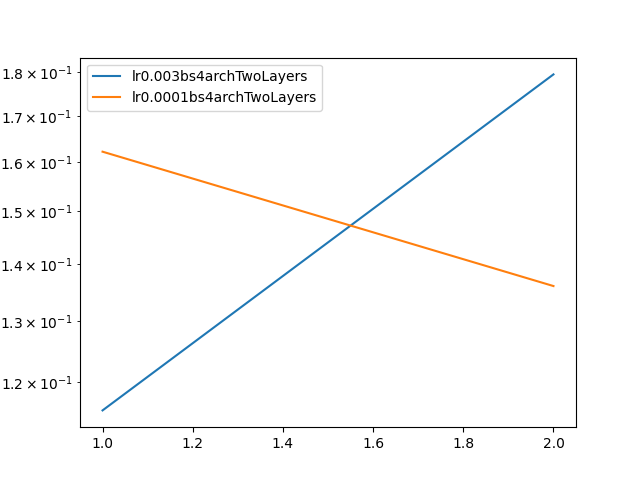 lr0.003bs4archTwoLayers
lr0.0001bs4archTwoLayers
1.8 × 10⁻¹
1.7 × 10⁻¹
1.6 × 10⁻¹
1.5 × 10⁻¹
1.4 × 10⁻¹
1.3 × 10⁻¹
1.2 × 10⁻¹
1.0 1.2 1.4 1.6 1.8 2.0